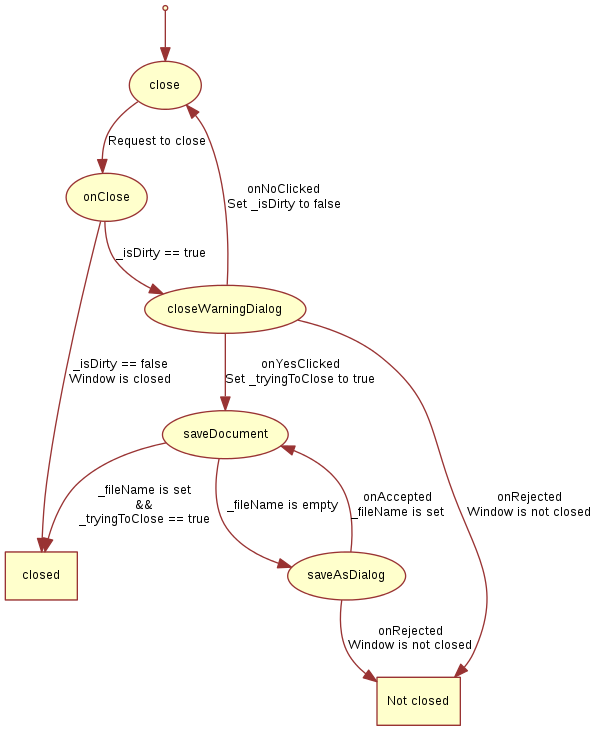 close
Request to close
onNoClicked
Set _isDirty to false
onClose
_isDirty == true
closeWarningDialog
_isDirty == false
Window is closed
onYesClicked
Set _tryingToClose to true
saveDocument
_fileName is set
&&
_tryingToClose == true
_fileName is empty
onAccepted
_fileName is set
onRejected
Window is not closed
closed
saveAsDialog
onRejected
Window is not closed
Not closed